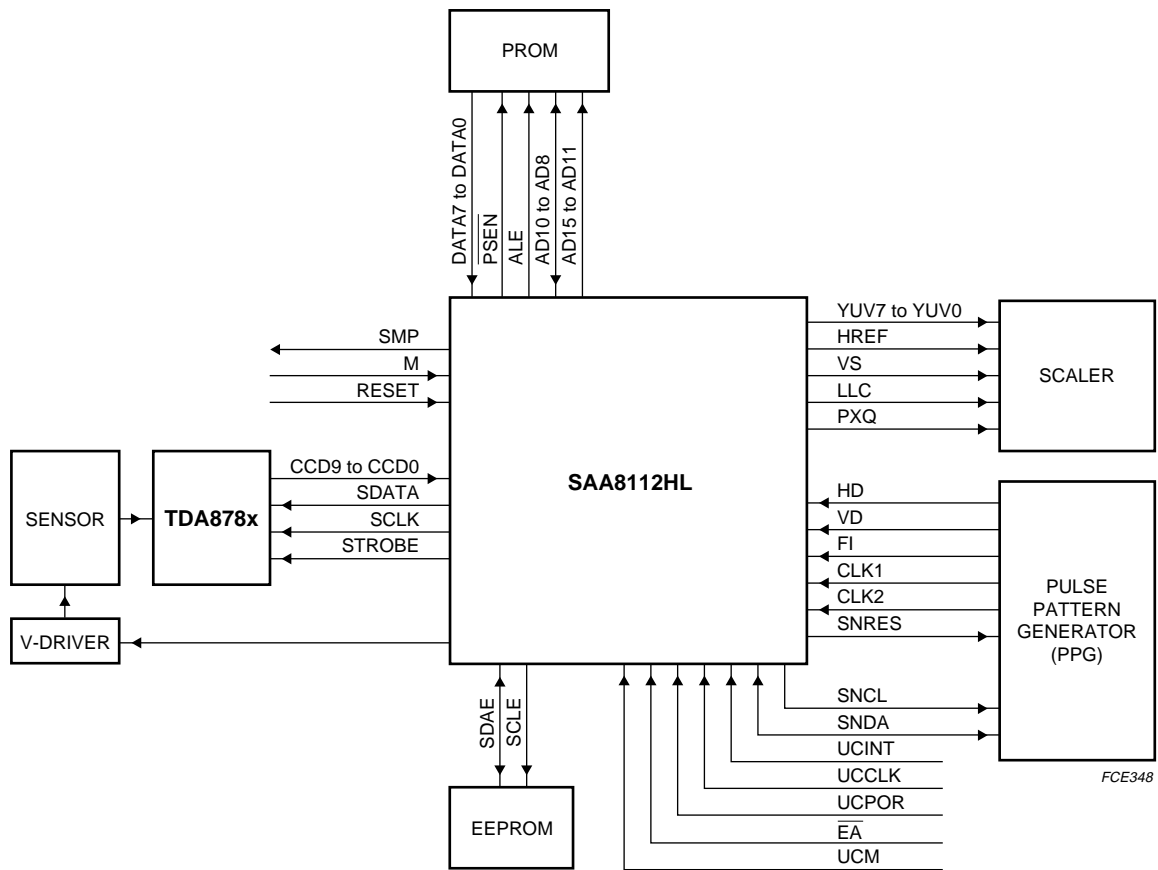 PROM
DATA7 to DATA0
P̅S̅E̅N̅
ALE
AD10 to AD8
AD15 to AD11
SMP
M
RESET
YUV7 to YUV0
HREF
VS
LLC
PXQ
SCALER
SENSOR
TDA878x
CCD9 to CCD0
SDATA
SCLK
STROBE
SAA8112HL
HD
VD
FI
CLK1
CLK2
SNRES
PULSE
PATTERN
GENERATOR
(PPG)
V-DRIVER
SDAE
SCLE
SNCL
SNDA
UCINT
UCCLK
UCPOR
E̅A̅
UCM
EEPROM
FCE348